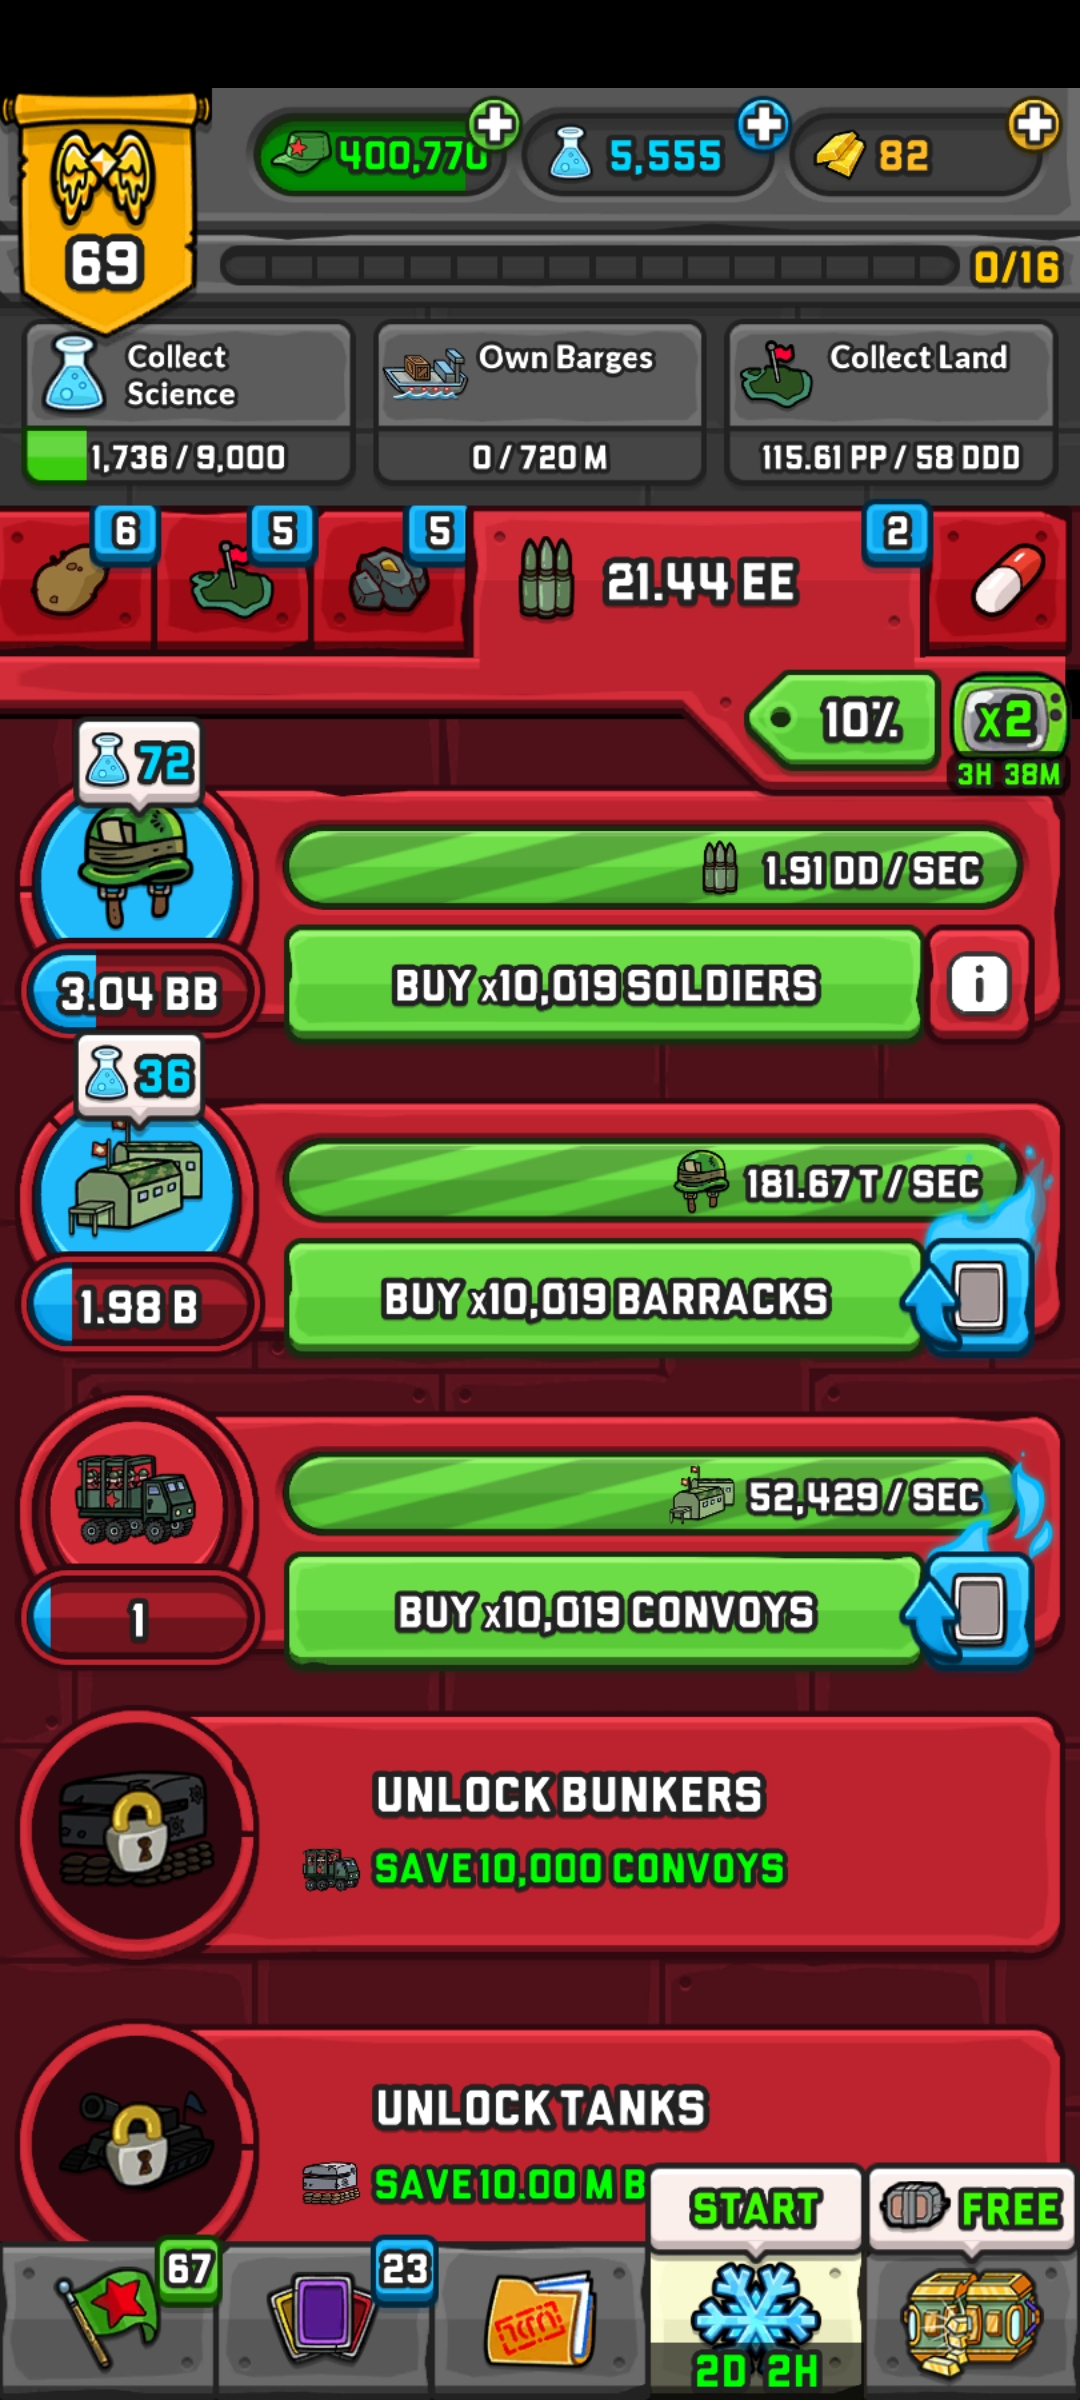 400,770
5,555
82
69
0/16
Collect
Science
1,736 / 9,000
Own Barges
0 / 720 M
Collect Land
115.61 PP / 58 DDD
6
5
5
21.44 EE
2
10%
x2
3H 38M
72
1.91 DD / SEC
3.04 BB
BUY x10,019 SOLDIERS
i
36
181.67 T / SEC
1.98 B
BUY x10,019 BARRACKS
52,429 / SEC
1
BUY x10,019 CONVOYS
UNLOCK BUNKERS
SAVE 10,000 CONVOYS
UNLOCK TANKS
SAVE 10.00 M B
START
FREE
67
23
2D 2H